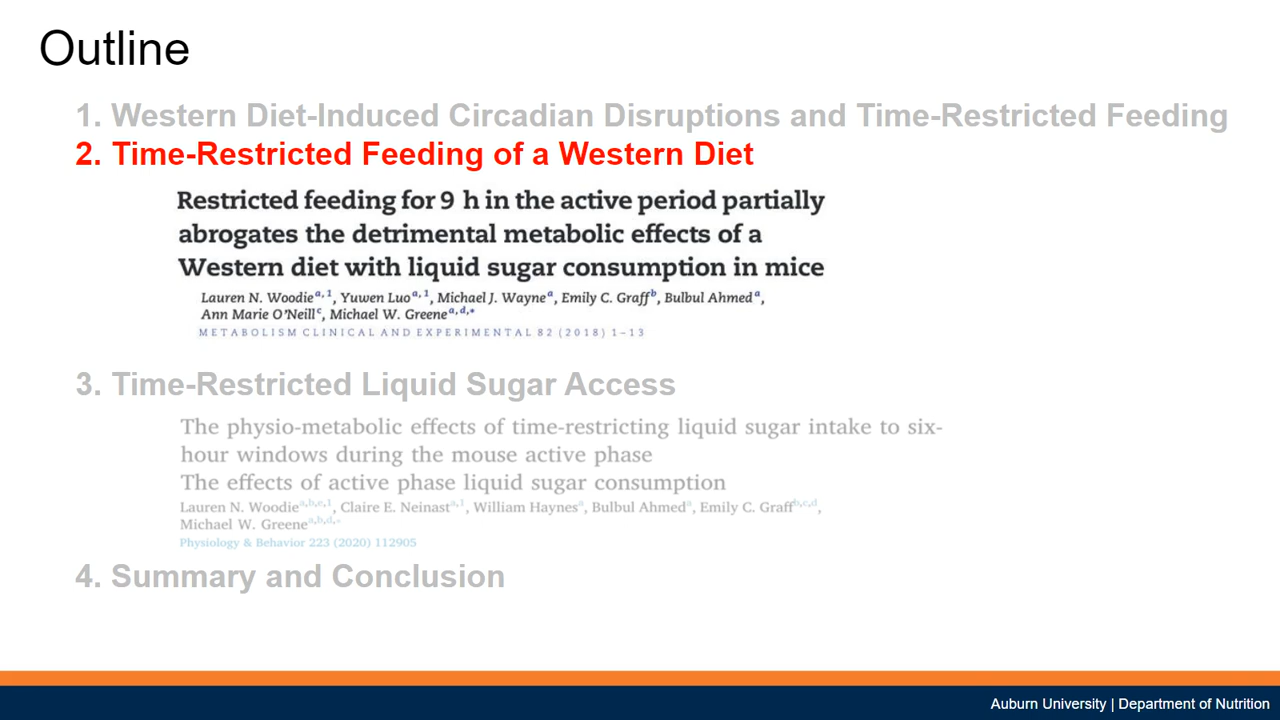 Outline
1. Western Diet-Induced Circadian Disruptions and Time-Restricted Feeding
2. Time-Restricted Feeding of a Western Diet
Restricted feeding for 9 h in the active period partially
abrogates the detrimental metabolic effects of a
Western diet with liquid sugar consumption in mice
Lauren N. Woodie a, 1, Yuwen Luo a, 1, Michael J. Wayne a, Emily C. Graff b, Bulbul Ahmed a,
Ann Marie O'Neill c, Michael W. Greene a, d, *
METABOLISM CLINICAL AND EXPERIMENTAL 82 (2018) 1–13
3. Time-Restricted Liquid Sugar Access
The physio-metabolic effects of time-restricting liquid sugar intake to six-
hour windows during the mouse active phase
The effects of active phase liquid sugar consumption
Lauren N. Woodie a,b,c,1, Claire E. Neinast a,1, William Haynes a, Bulbul Ahmed a, Emily C. Graff b,c,d,
Michael W. Greene a,b,d,*
Physiology & Behavior 223 (2020) 112905
4. Summary and Conclusion
Auburn University | Department of Nutrition